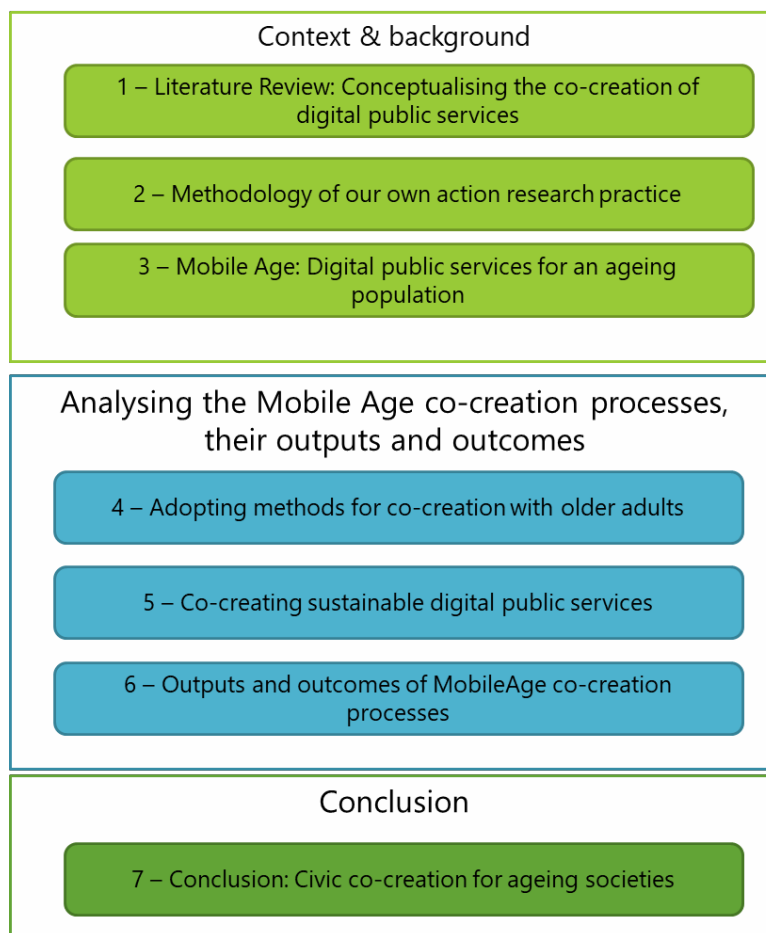 Context & background
1 – Literature Review: Conceptualising the co-creation of
digital public services
2 – Methodology of our own action research practice
3 – Mobile Age: Digital public services for an ageing
population
Analysing the Mobile Age co-creation processes,
their outputs and outcomes
4 – Adopting methods for co-creation with older adults
5 – Co-creating sustainable digital public services
6 – Outputs and outcomes of MobileAge co-creation
processes
Conclusion
7 – Conclusion: Civic co-creation for ageing societies